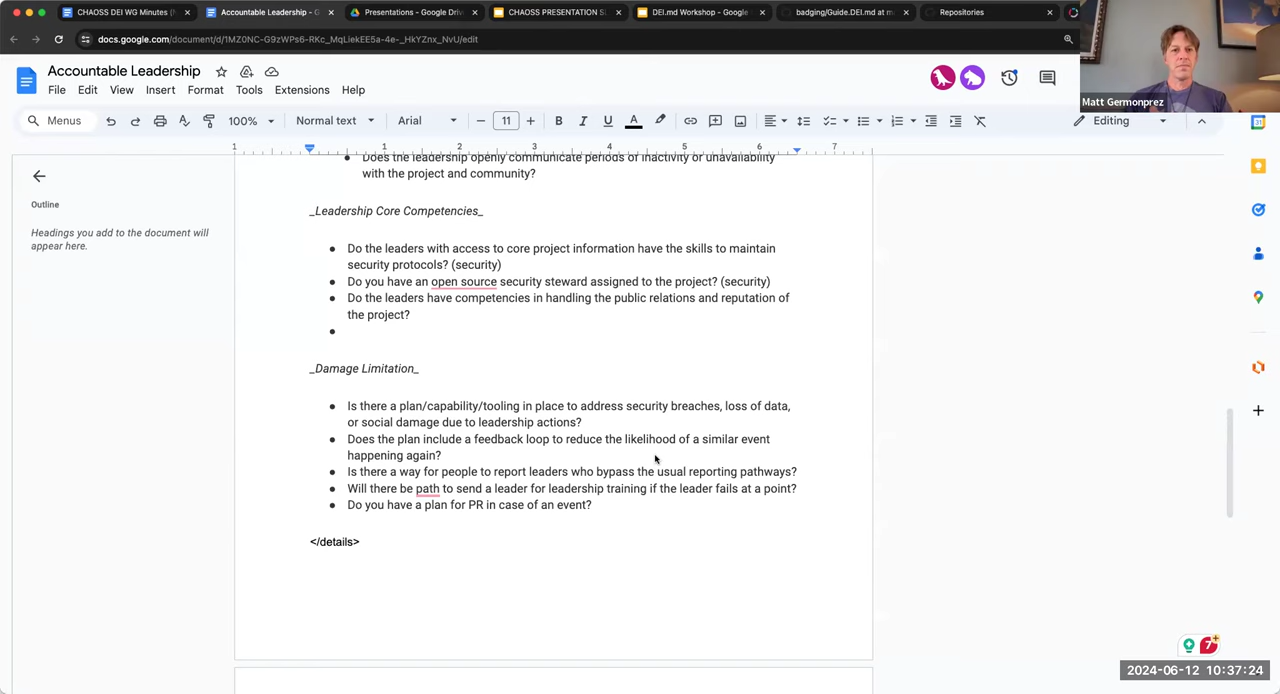 CHAOSS DEI WG Minutes (N
Accountable Leadership - G
Presentations - Google Driv
CHAOSS PRESENTATION S
DEI.md Workshop - Google
badging/Guide.DEI.md at m
Repositories
docs.google.com/document/d/1MZ0NC-G9zWPs6-RKc_MqLiekEE5a-4e-_HkYZnx_NvU/edit
Accountable Leadership
File Edit View Insert Format Tools Extensions Help
Matt Germonprez
Menus 100% Normal text Arial 11 Editing
1 1 2 3 4 5 6 7
Outline
Headings you add to the document will
appear here.
Does the leadership openly communicate periods of inactivity or unavailability
with the project and community?
_Leadership Core Competencies_
Do the leaders with access to core project information have the skills to maintain
security protocols? (security)
Do you have an open source security steward assigned to the project? (security)
Do the leaders have competencies in handling the public relations and reputation of
the project?
_Damage Limitation_
Is there a plan/capability/tooling in place to address security breaches, loss of data,
or social damage due to leadership actions?
Does the plan include a feedback loop to reduce the likelihood of a similar event
happening again?
Is there a way for people to report leaders who bypass the usual reporting pathways?
Will there be path to send a leader for leadership training if the leader fails at a point?
Do you have a plan for PR in case of an event?
</details>
7
2024-06-12 10:37:24